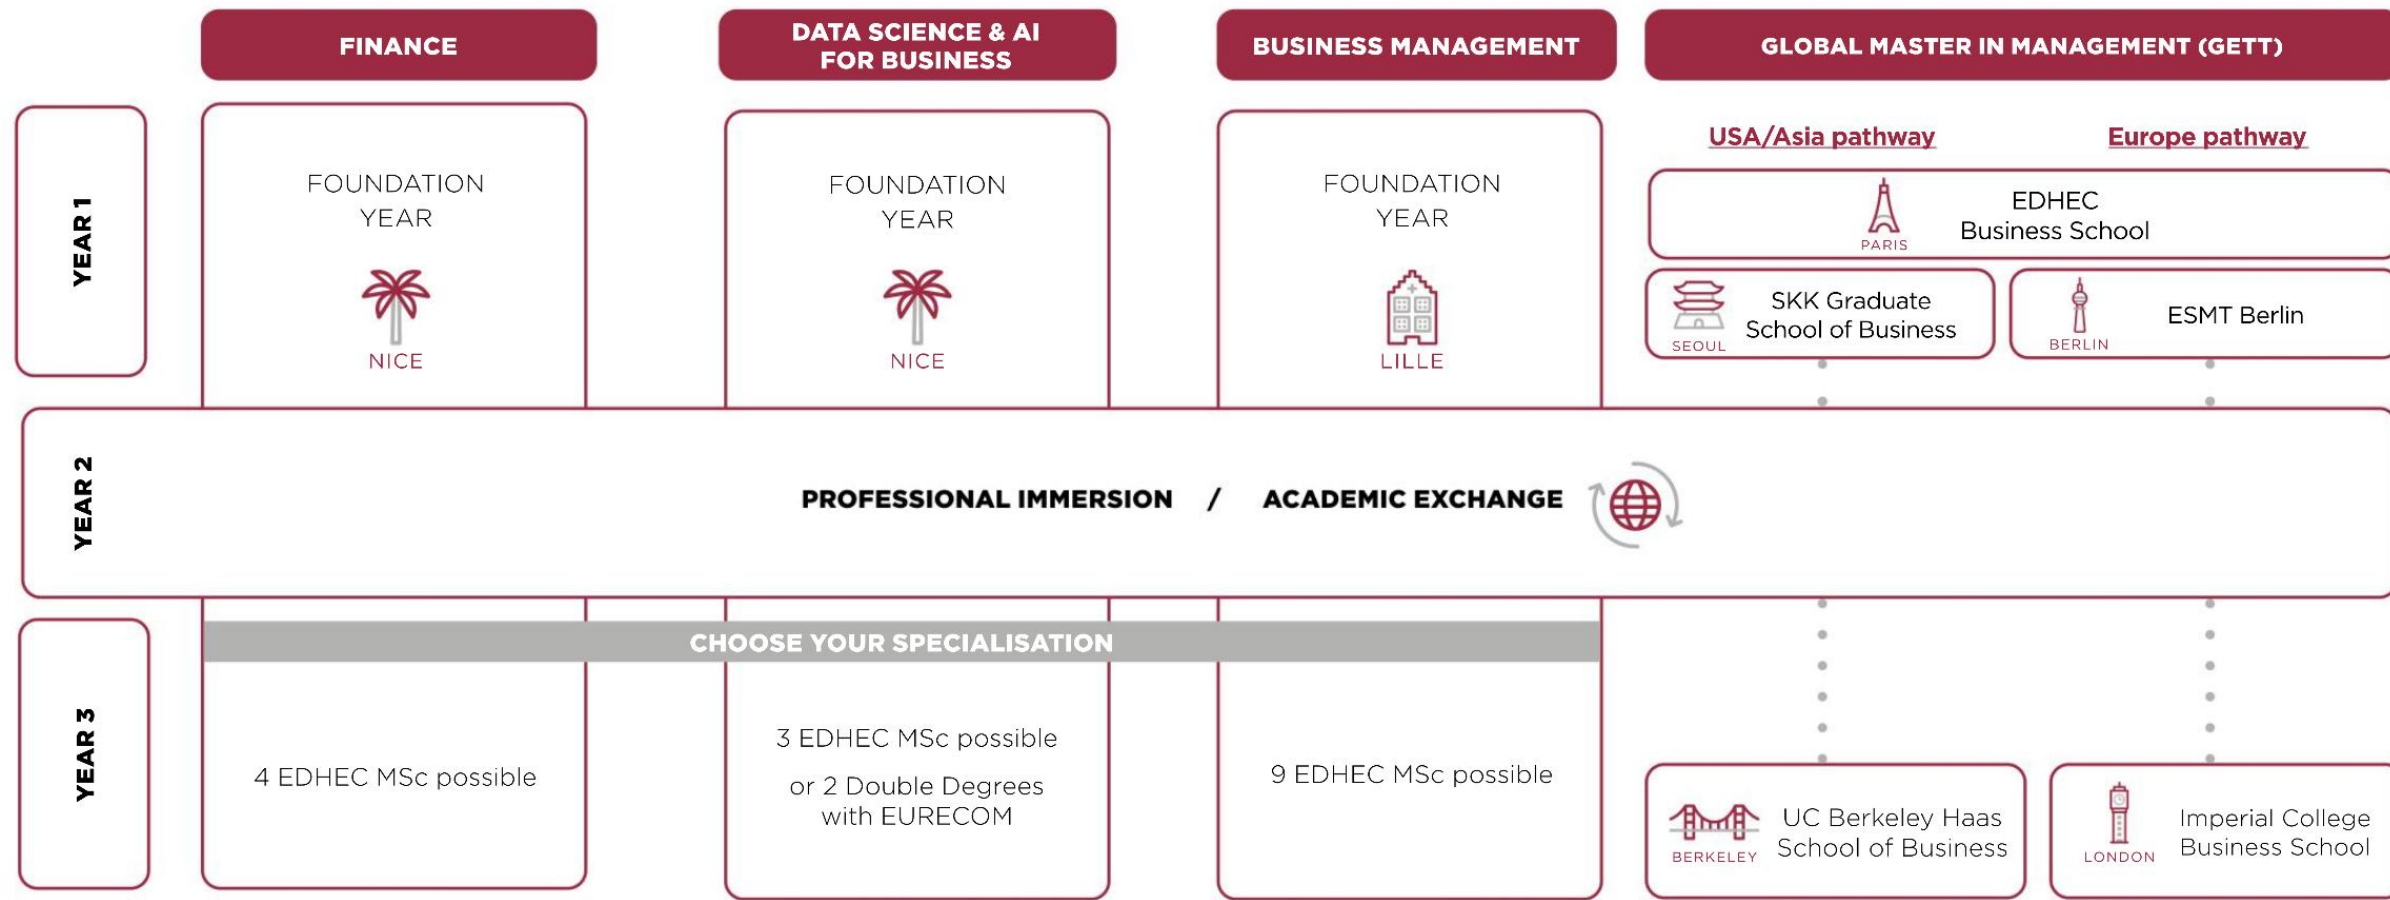 FINANCE
DATA SCIENCE & AI
FOR BUSINESS
BUSINESS MANAGEMENT
GLOBAL MASTER IN MANAGEMENT (GETT)
YEAR 1
FOUNDATION
YEAR
NICE
FOUNDATION
YEAR
NICE
FOUNDATION
YEAR
LILLE
USA/Asia pathway
Europe pathway
PARIS
EDHEC
Business School
SEOUL
SKK Graduate
School of Business
BERLIN
ESMT Berlin
YEAR 2
PROFESSIONAL IMMERSION / ACADEMIC EXCHANGE
YEAR 3
CHOOSE YOUR SPECIALISATION
4 EDHEC MSc possible
3 EDHEC MSc possible
or 2 Double Degrees
with EURECOM
9 EDHEC MSc possible
BERKELEY
UC Berkeley Haas
School of Business
LONDON
Imperial College
Business School